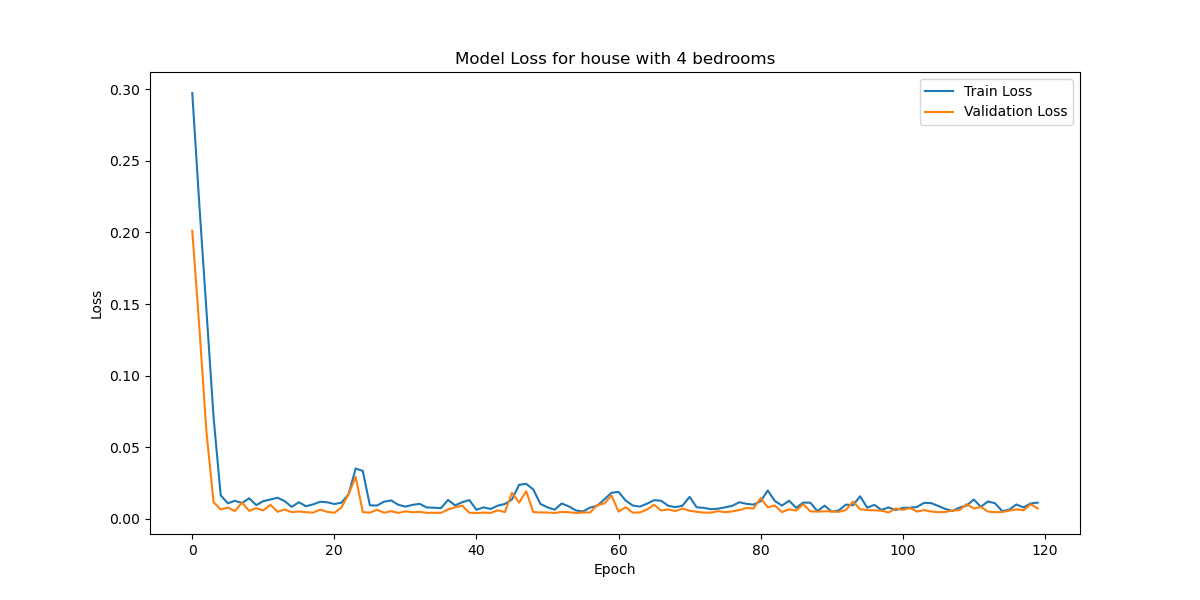 Model Loss for house with 4 bedrooms
Train Loss
Validation Loss
0.30
0.25
0.20
0.15
0.10
0.05
0.00
Loss
0 20 40 60 80 100 120
Epoch